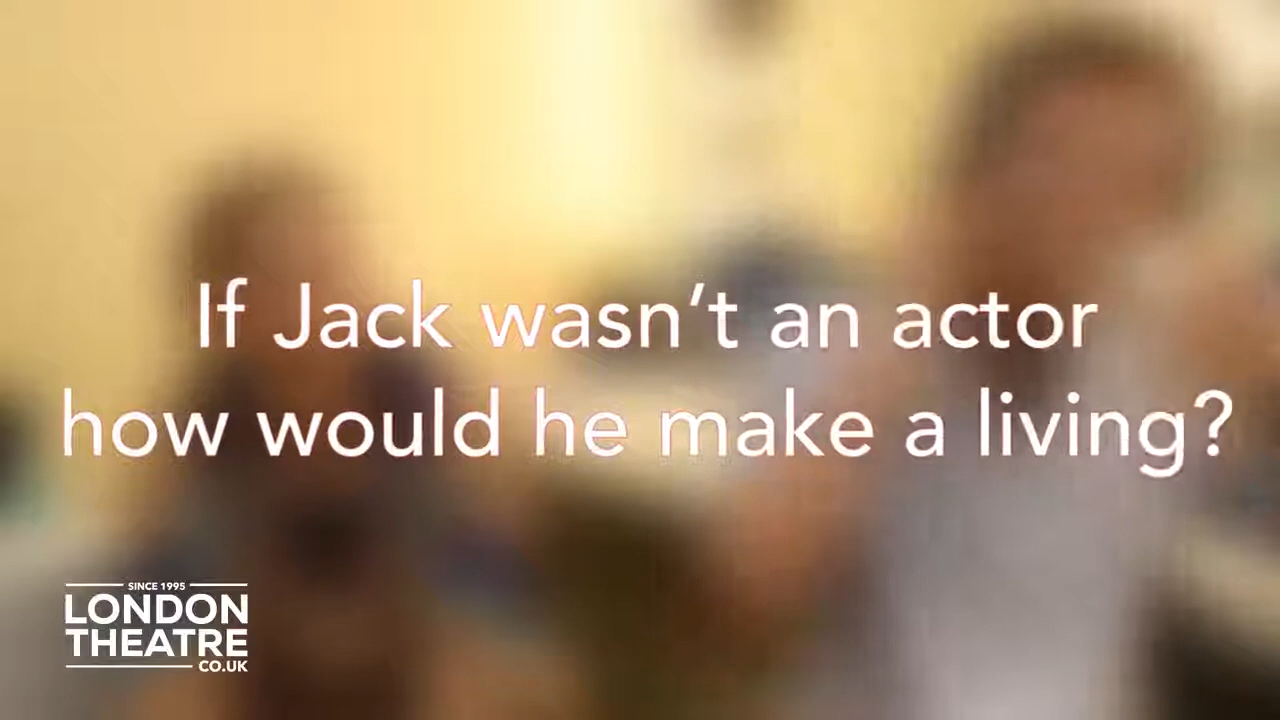 If Jack wasn’t an actor
how would he make a living?
SINCE 1995
LONDON
THEATRE
CO.UK